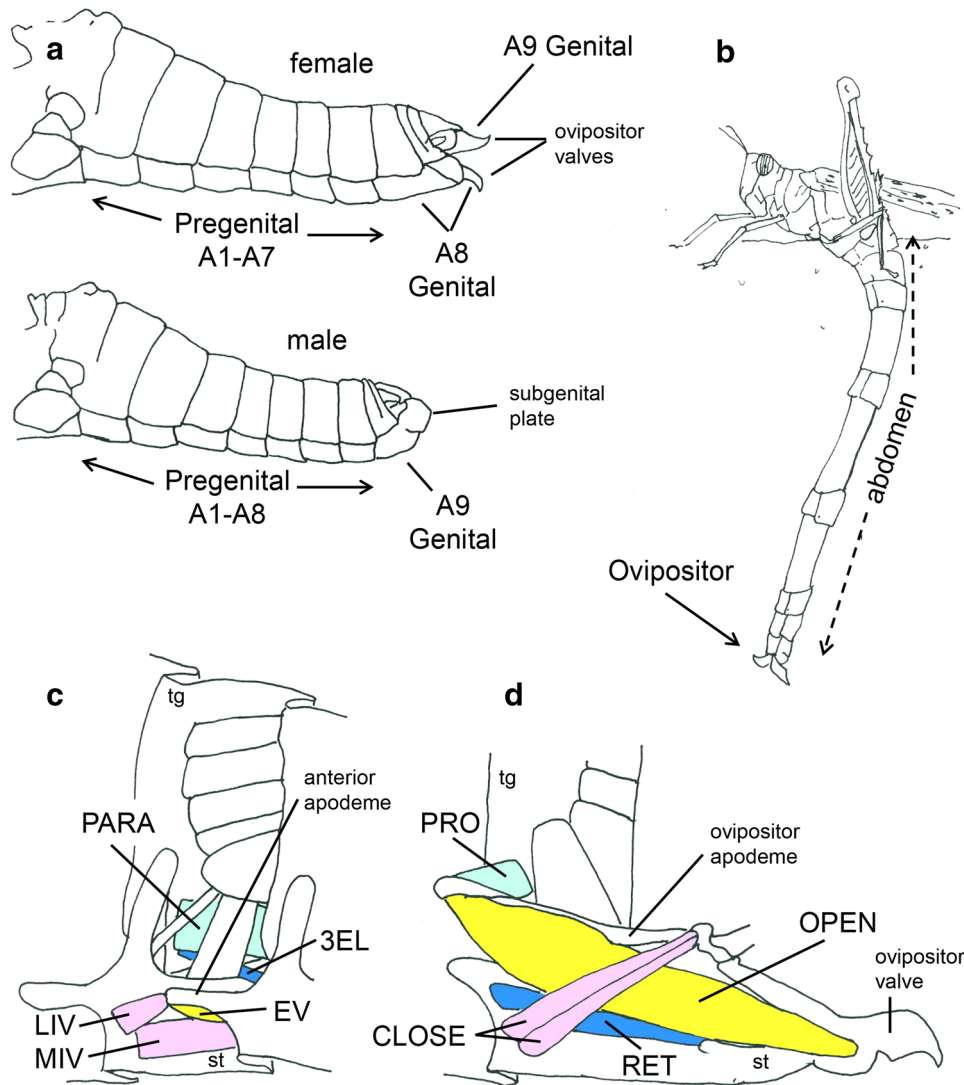 a
female
A9 Genital
ovipositor
valves
Pregenital
A1-A7
A8
Genital
male
subgenital
plate
Pregenital
A1-A8
A9
Genital
b
abdomen
Ovipositor
c
tg
anterior
apodeme
PARA
3EL
LIV
EV
MIV
st
d
tg
PRO
ovipositor
apodeme
OPEN
ovipositor
valve
CLOSE
RET
st